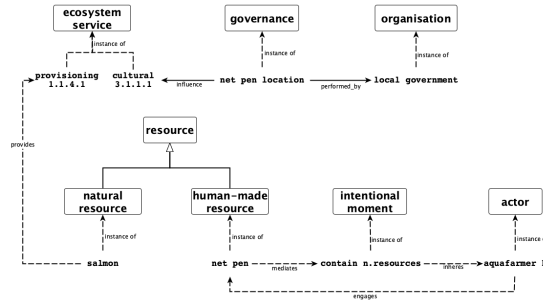 ecosystem
service
governance
organisation
instance of
instance of
instance of
provisioning
1.1.4.1
cultural
3.1.1.1
net pen location
local government
influence
performed_by
resource
provides
natural
resource
human-made
resource
intentional
moment
actor
instance of
instance of
instance of
instance
salmon
net pen
mediates
contain n.resources
inheres
aquafarmer
engages